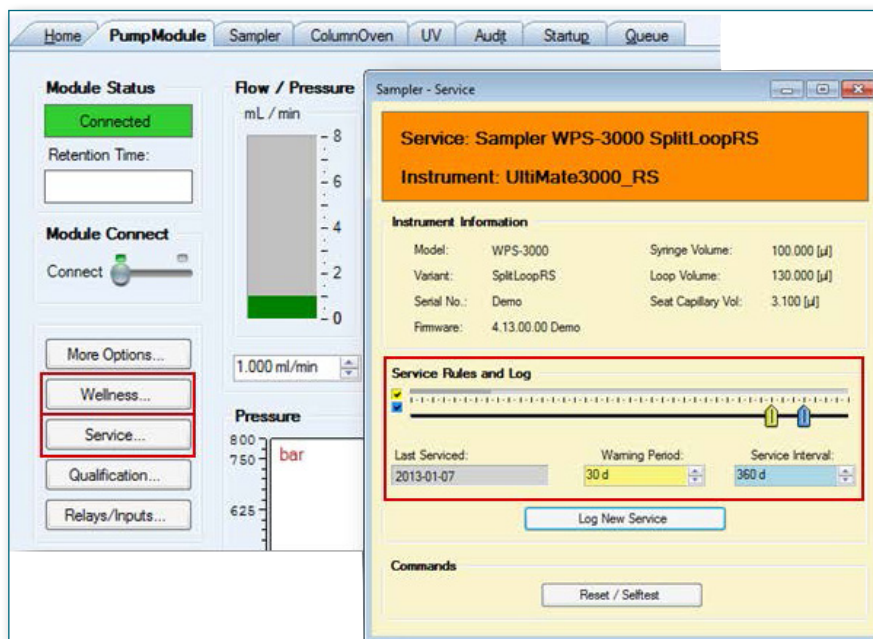 Home PumpModule Sampler ColumnOven UV Audit Startup Queue
Module Status
Connected
Retention Time:
Module Connect
Connect
More Options...
Wellness...
Service...
Qualification...
Relays/Inputs...
Flow / Pressure
mL / min
8
6
4
2
0
1.000 ml/min
Pressure
800
750
625
bar
Sampler - Service
Service: Sampler WPS-3000 SplitLoopRS
Instrument: UltiMate3000_RS
Instrument Information
Model: WPS-3000 Syringe Volume: 100.000 [µl]
Variant: SplitLoopRS Loop Volume: 130.000 [µl]
Serial No.: Demo Seat Capillary Vol: 3.100 [µl]
Firmware: 4.13.00.00 Demo
Service Rules and Log
Last Serviced: Warning Period: Service Interval:
2013-01-07 30 d 360 d
Log New Service
Commands
Reset / Selftest